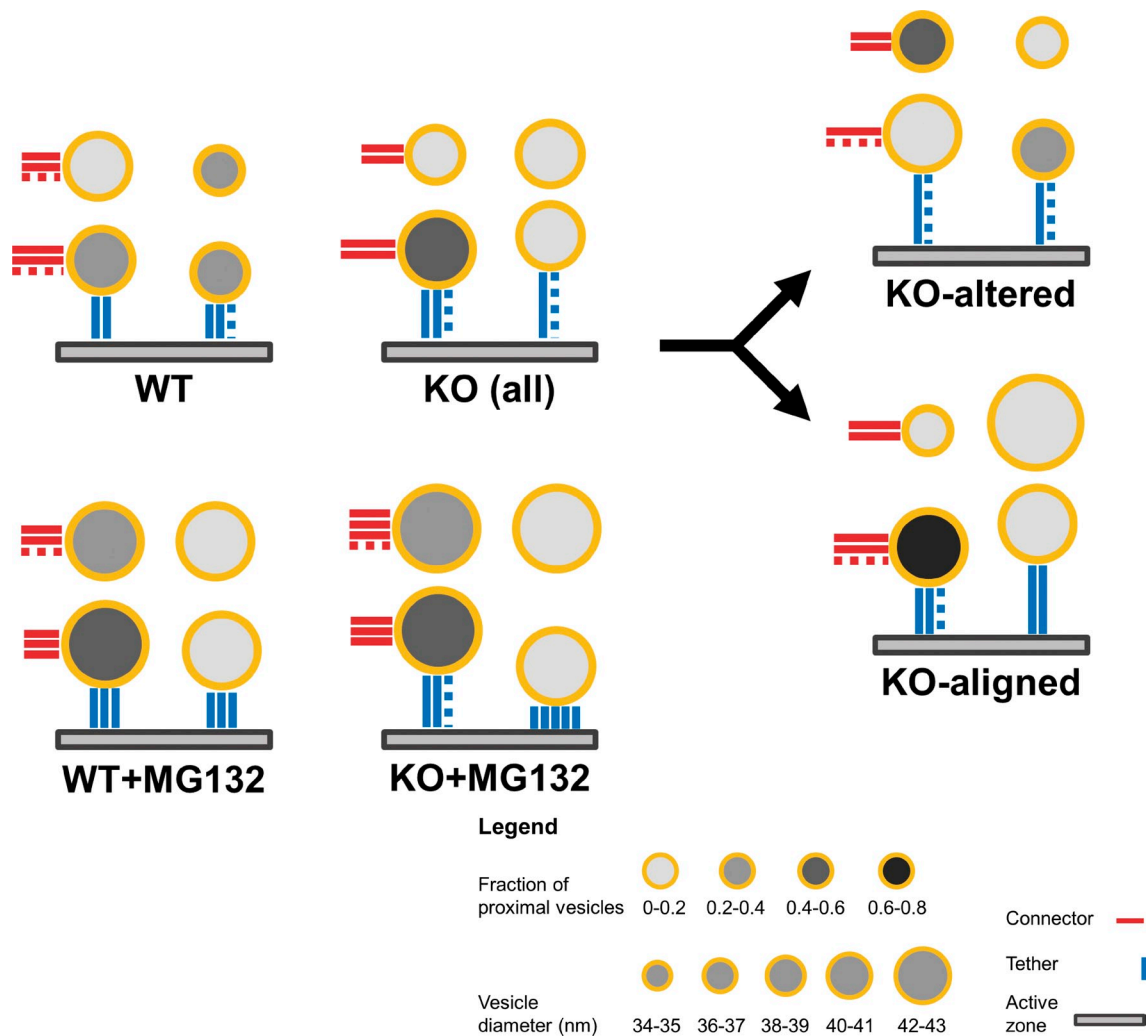 KO-altered
WT
KO (all)
KO-aligned
WT+MG132
KO+MG132
Legend
Fraction of
proximal vesicles
0-0.2 0.2-0.4 0.4-0.6 0.6-0.8
Connector
Tether
Vesicle
diameter (nm)
34-35 36-37 38-39 40-41 42-43
Active
zone